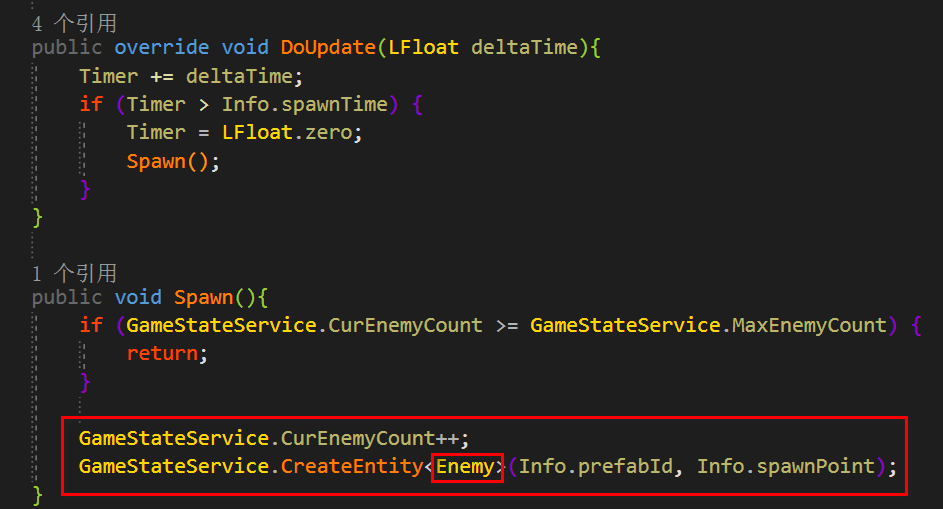 4 个引用
public override void DoUpdate(LFloat deltaTime){
Timer += deltaTime;
if (Timer > Info.spawnTime) {
Timer = LFloat.zero;
Spawn();
}
}
1 个引用
public void Spawn(){
if (GameStateService.CurEnemyCount >= GameStateService.MaxEnemyCount) {
return;
}
GameStateService.CurEnemyCount++;
GameStateService.CreateEntity<Enemy>(Info.prefabId, Info.spawnPoint);
}